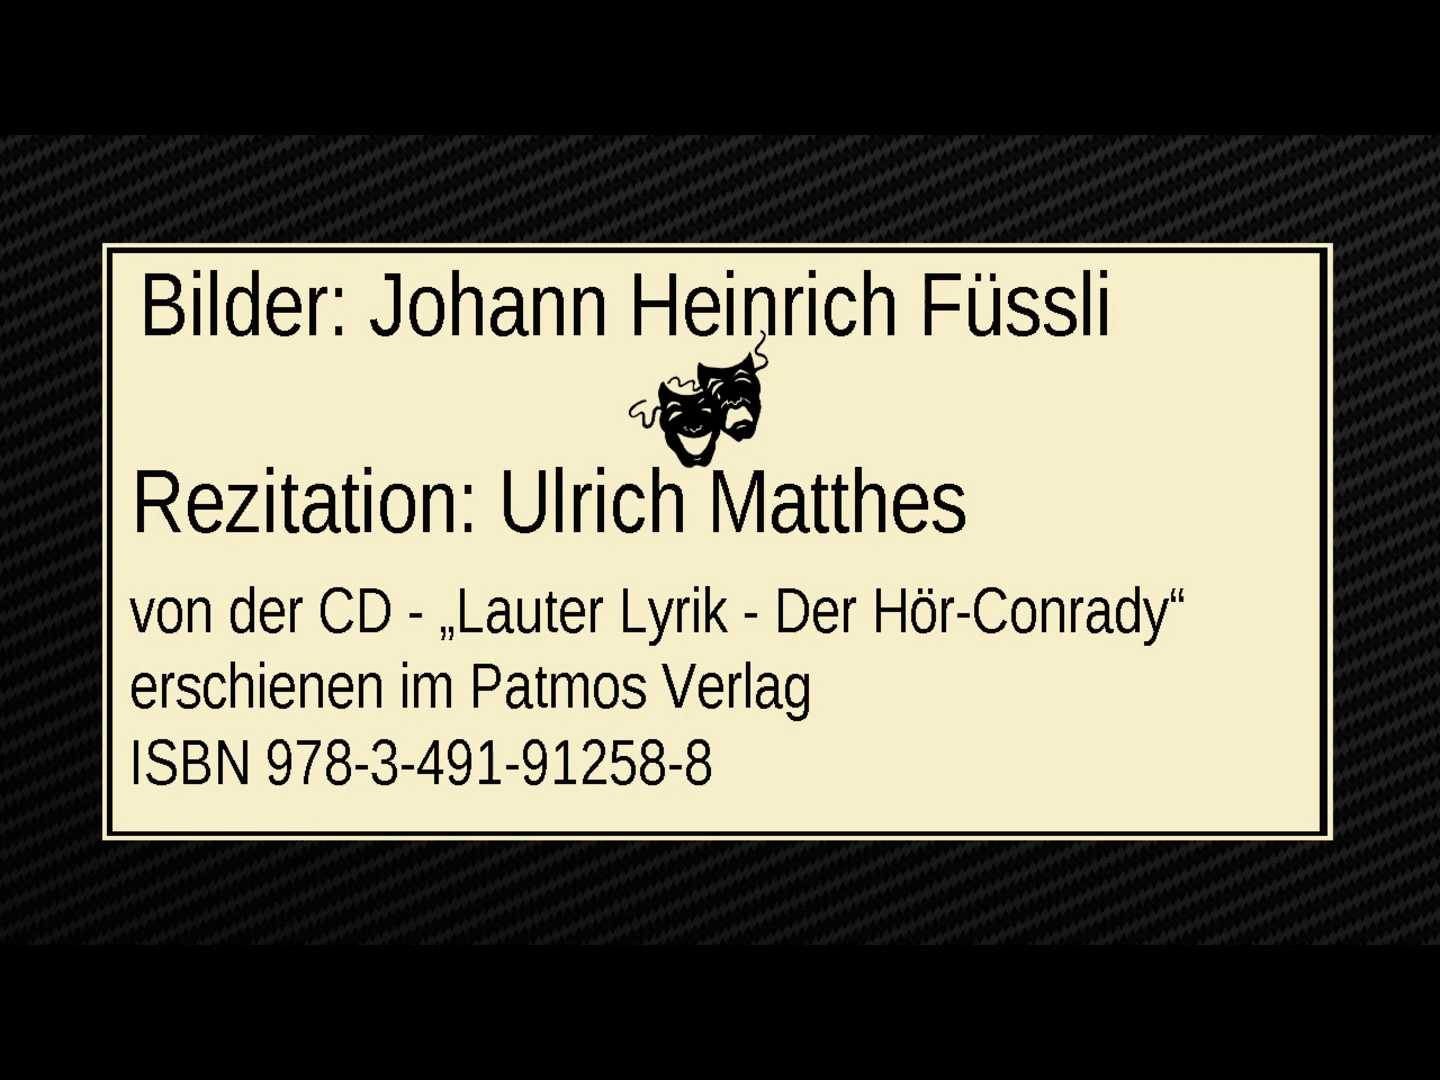 Bilder: Johann Heinrich Füssli
Rezitation: Ulrich Matthes
von der CD - „Lauter Lyrik - Der Hör-Conrady“
erschienen im Patmos Verlag
ISBN 978-3-491-91258-8